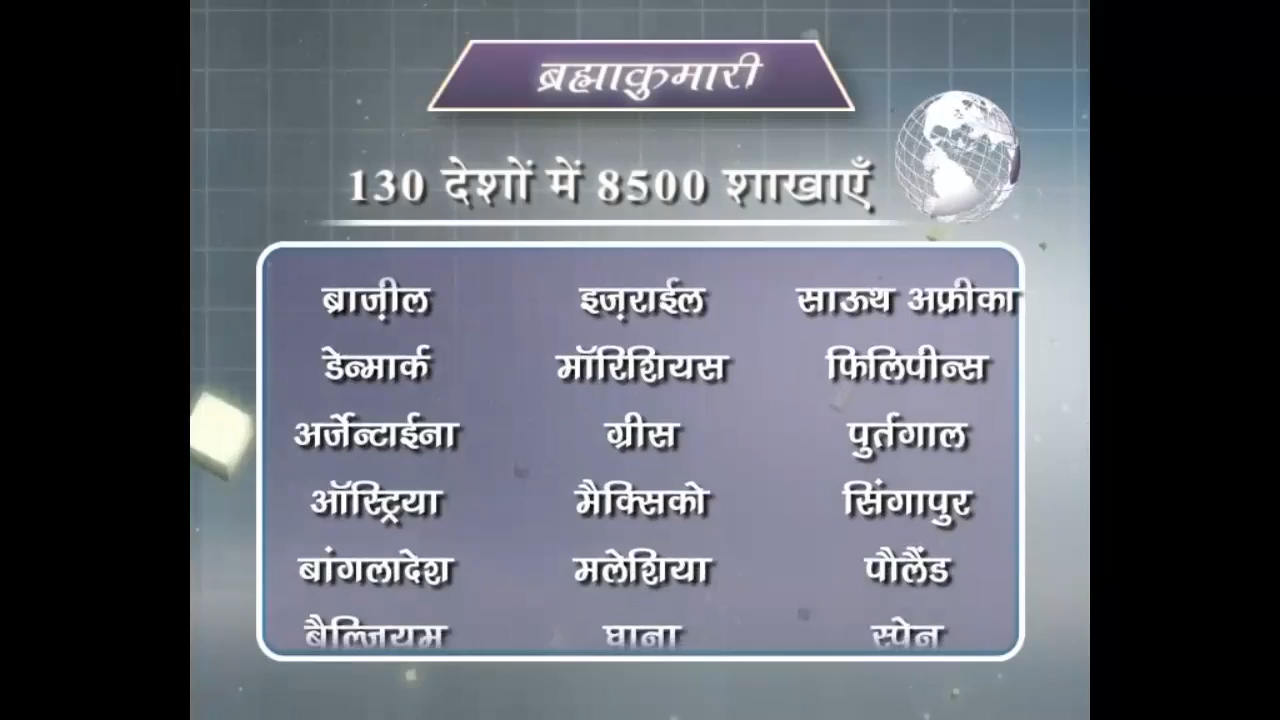 ब्रह्माकुमारी
130 देशों में 8500 शाखाएँ
ब्राज़ील इज़राईल साऊथ अफ्रीका
डेन्मार्क मॉरिशियस फिलिपीन्स
अर्जेन्टाईना ग्रीस पुर्तगाल
ऑस्ट्रिया मैक्सिको सिंगापुर
बांगलादेश मलेशिया पौलैंड
बैल्जियम घाना स्पेन